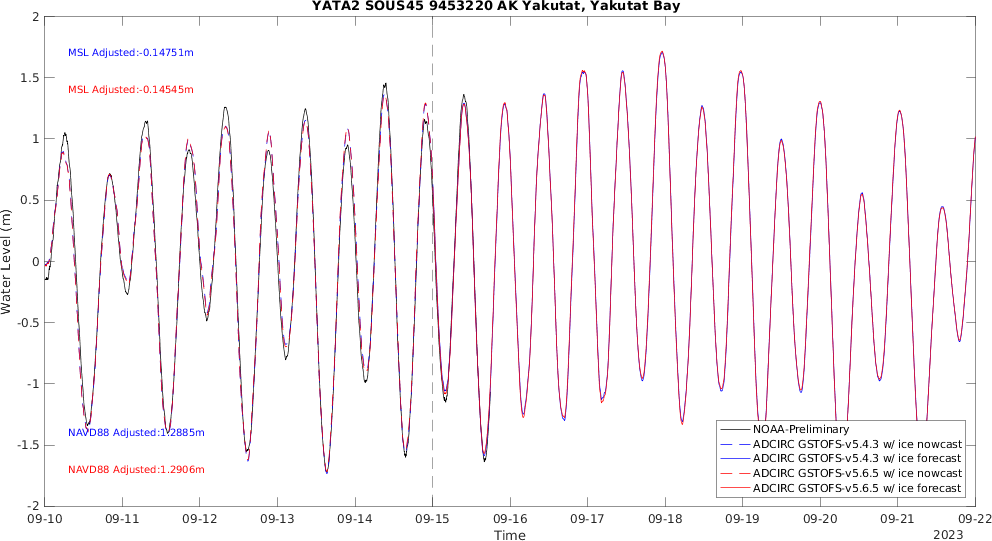 YATA2 SOUS45 9453220 AK Yakutat, Yakutat Bay
2
1.5
1
0.5
0
-0.5
-1
-1.5
-2
Water Level (m)
MSL Adjusted:-0.14751m
MSL Adjusted:-0.14545m
NAVD88 Adjusted:1.2885m
NAVD88 Adjusted:1.2906m
NOAA-Preliminary
ADCIRC GSTOFS-v5.4.3 w/ ice nowcast
ADCIRC GSTOFS-v5.4.3 w/ ice forecast
ADCIRC GSTOFS-v5.6.5 w/ ice nowcast
ADCIRC GSTOFS-v5.6.5 w/ ice forecast
09-10 09-11 09-12 09-13 09-14 09-15 09-16 09-17 09-18 09-19 09-20 09-21 09-22
Time
2023